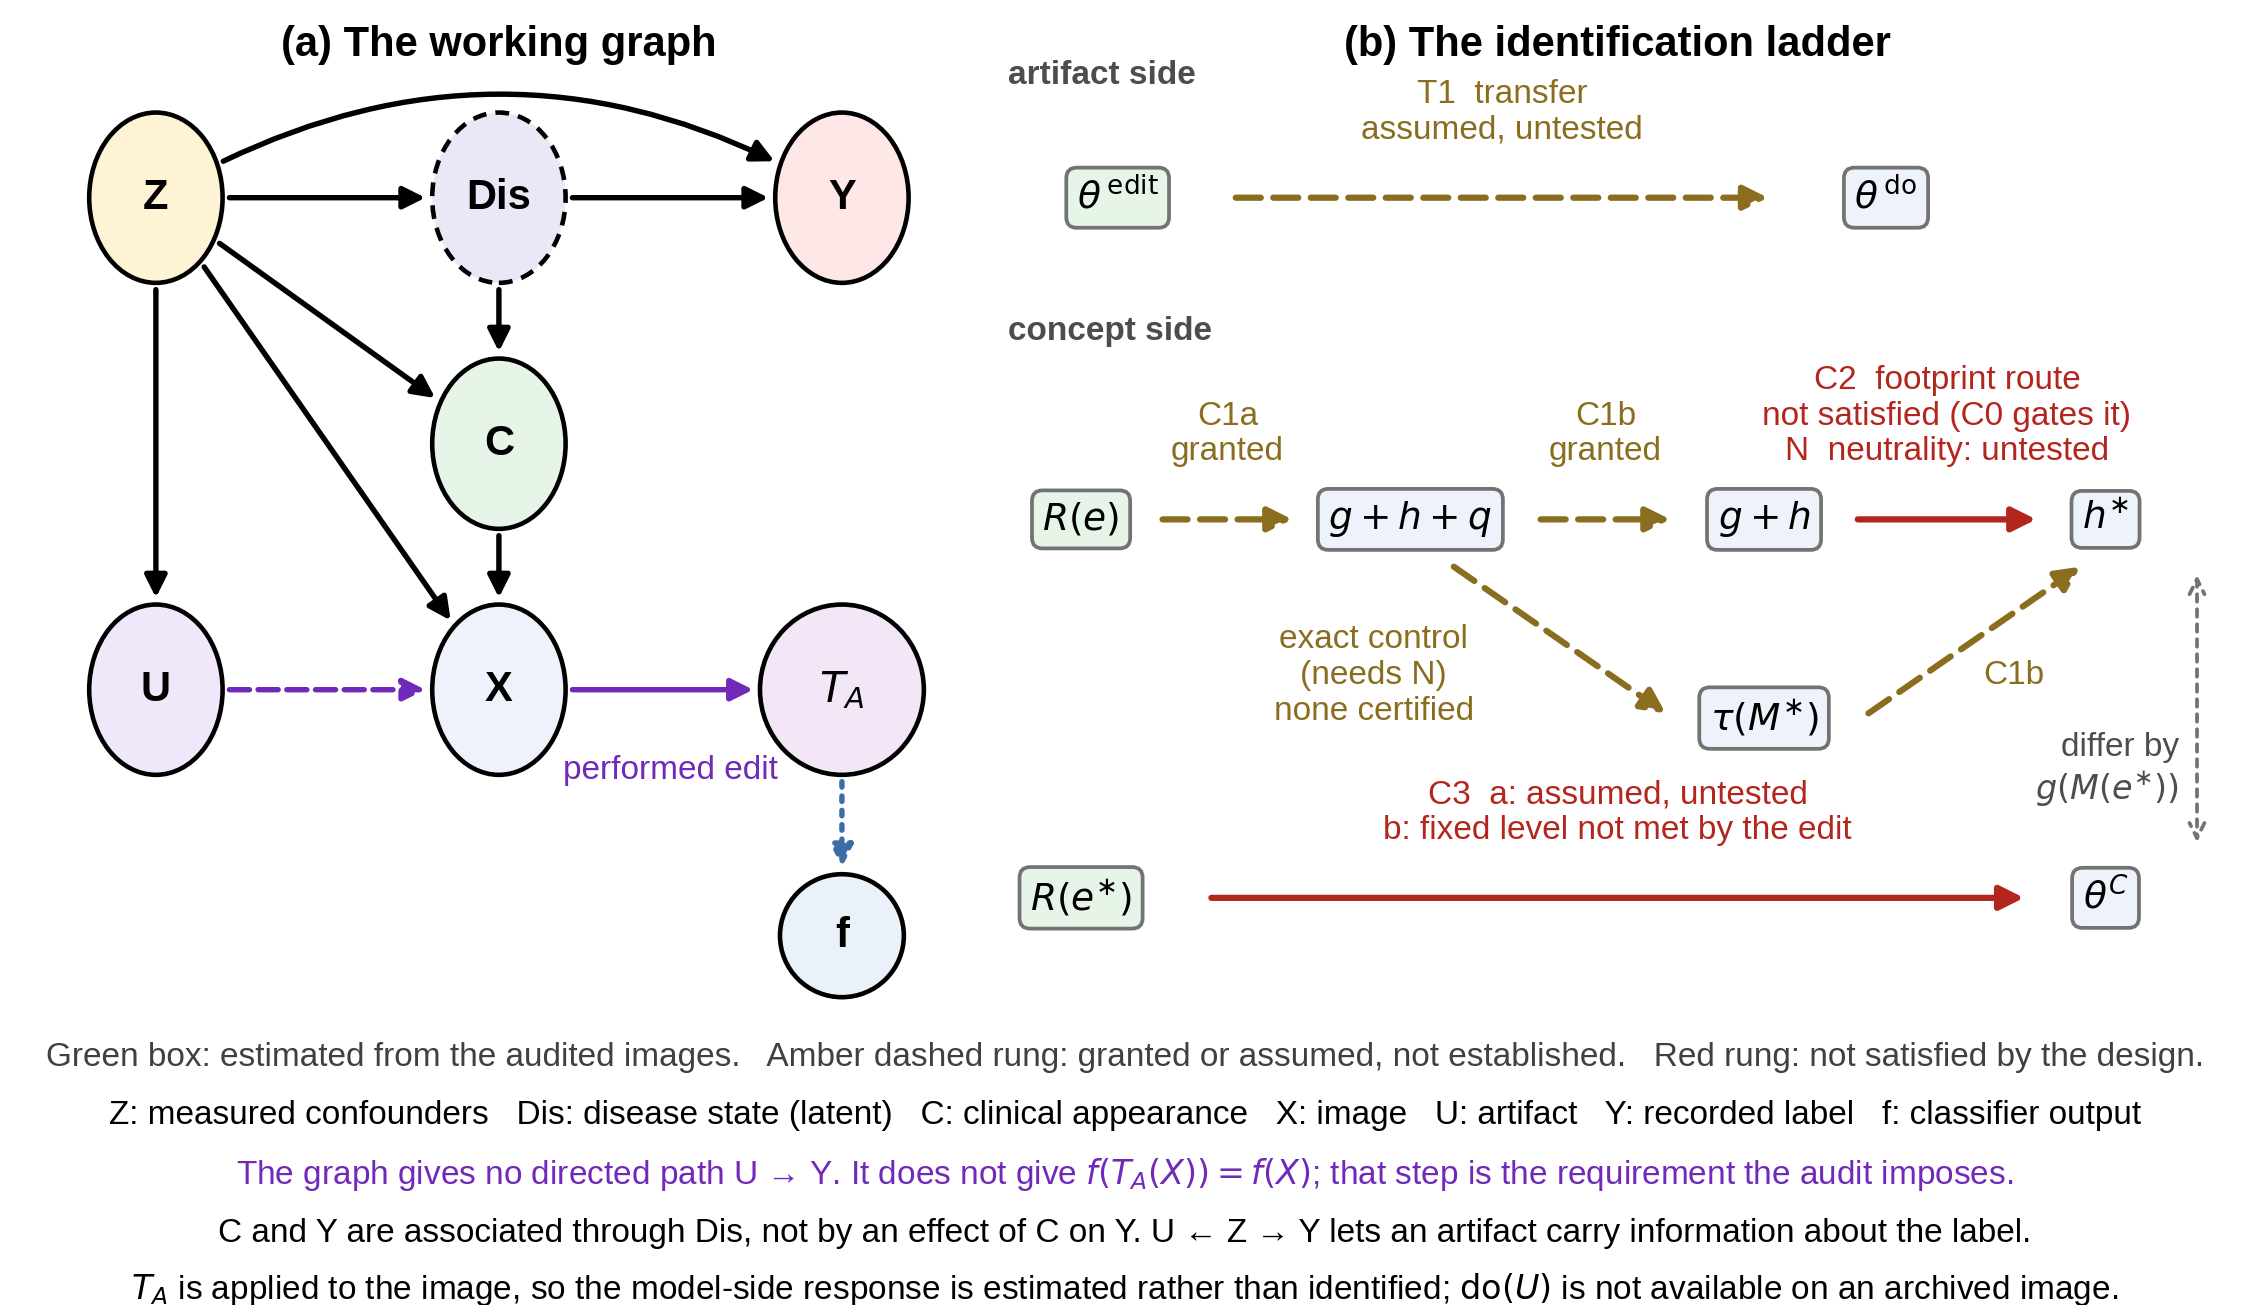 (a) The working graph
Z
Dis
Y
C
U
X
T_A
performed edit
f
(b) The identification ladder
artifact side
T1 transfer
assumed, untested
θ^edit
θ^do
concept side
C1a
granted
C1b
granted
C2 footprint route
not satisfied (C0 gates it)
N neutrality: untested
R(e)
g + h + q
g + h
h*
exact control
(needs N)
none certified
C1b
τ(M*)
differ by
g(M(e*))
C3 a: assumed, untested
b: fixed level not met by the edit
R(e*)
θ^C
Green box: estimated from the audited images. Amber dashed rung: granted or assumed, not established. Red rung: not satisfied by the design.
Z: measured confounders Dis: disease state (latent) C: clinical appearance X: image U: artifact Y: recorded label f: classifier output
The graph gives no directed path U → Y. It does not give f(T_A(X)) = f(X); that step is the requirement the audit imposes.
C and Y are associated through Dis, not by an effect of C on Y. U ← Z → Y lets an artifact carry information about the label.
T_A is applied to the image, so the model-side response is estimated rather than identified; do(U) is not available on an archived image.